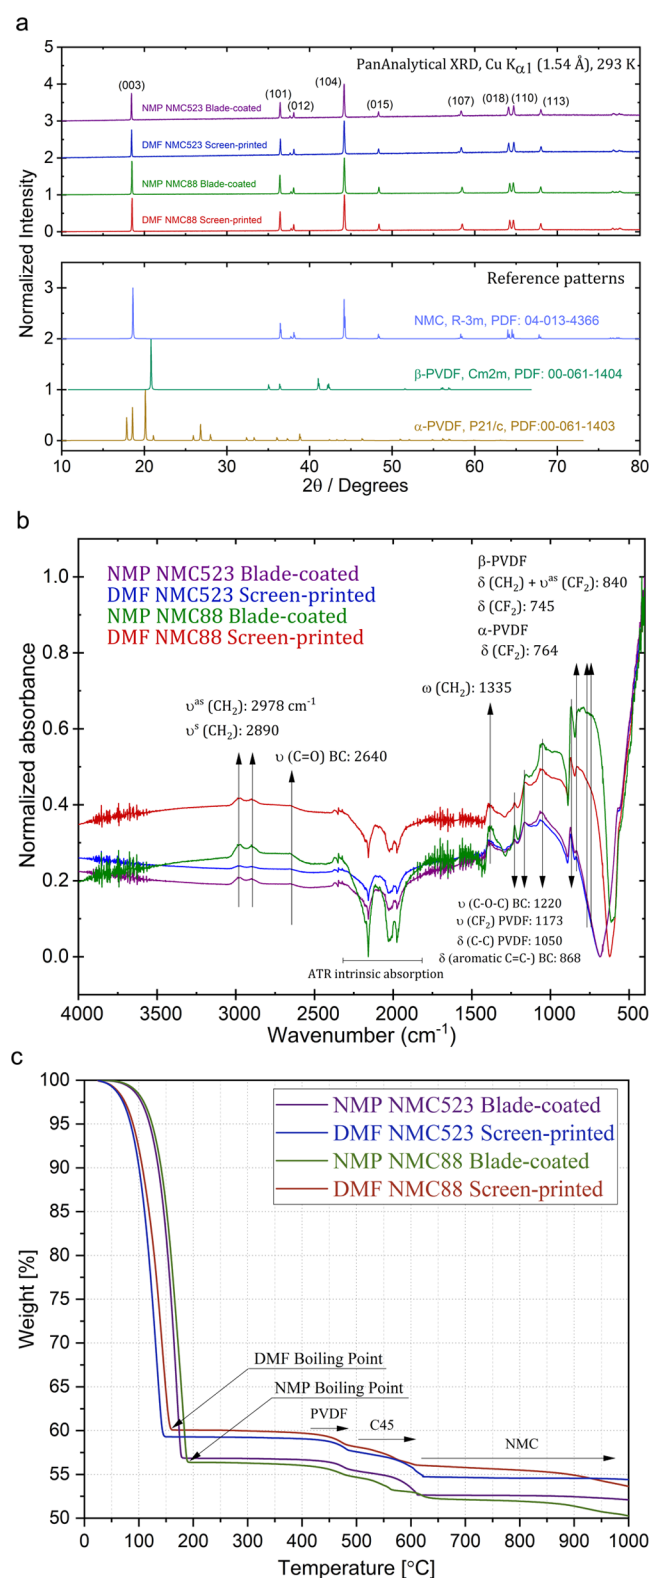 a
PanAnalytical XRD, Cu Kα1 (1.54 Å), 293 K
(003)
(101)
(012)
(104)
(015)
(107)
(018)
(110)
(113)
NMP NMC523 Blade-coated
DMF NMC523 Screen-printed
NMP NMC88 Blade-coated
DMF NMC88 Screen-printed
5
4
3
2
1
0
Normalized Intensity
Reference patterns
NMC, R-3m, PDF: 04-013-4366
β-PVDF, Cm2m, PDF: 00-061-1404
α-PVDF, P21/c, PDF:00-061-1403
3
2
1
0
10 20 30 40 50 60 70 80
2θ / Degrees
b
NMP NMC523 Blade-coated
DMF NMC523 Screen-printed
NMP NMC88 Blade-coated
DMF NMC88 Screen-printed
β-PVDF
δ (CH2) + υas (CF2): 840
δ (CF2): 745
α-PVDF
δ (CF2): 764
υas (CH2): 2978 cm-1
υs (CH2): 2890
υ (C=O) BC: 2640
ω (CH2): 1335
υ (C-O-C) BC: 1220
υ (CF2) PVDF: 1173
δ (C-C) PVDF: 1050
δ (aromatic C=C-) BC: 868
ATR intrinsic absorption
1.0
0.8
0.6
0.4
0.2
0.0
Normalized absorbance
4000 3500 3000 2500 2000 1500 1000 500
Wavenumber (cm-1)
c
NMP NMC523 Blade-coated
DMF NMC523 Screen-printed
NMP NMC88 Blade-coated
DMF NMC88 Screen-printed
DMF Boiling Point
NMP Boiling Point
PVDF
C45
NMC
100
95
90
85
80
75
70
65
60
55
50
Weight [%]
0 100 200 300 400 500 600 700 800 900 1000
Temperature [°C]